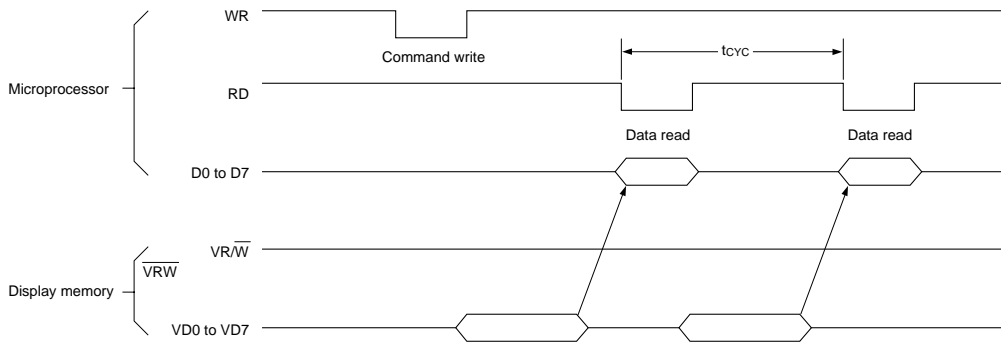 WR
Command write
tCYC
Microprocessor
RD
Data read
Data read
D0 to D7
VR/W̅
V̅R̅W̅
Display memory
VD0 to VD7